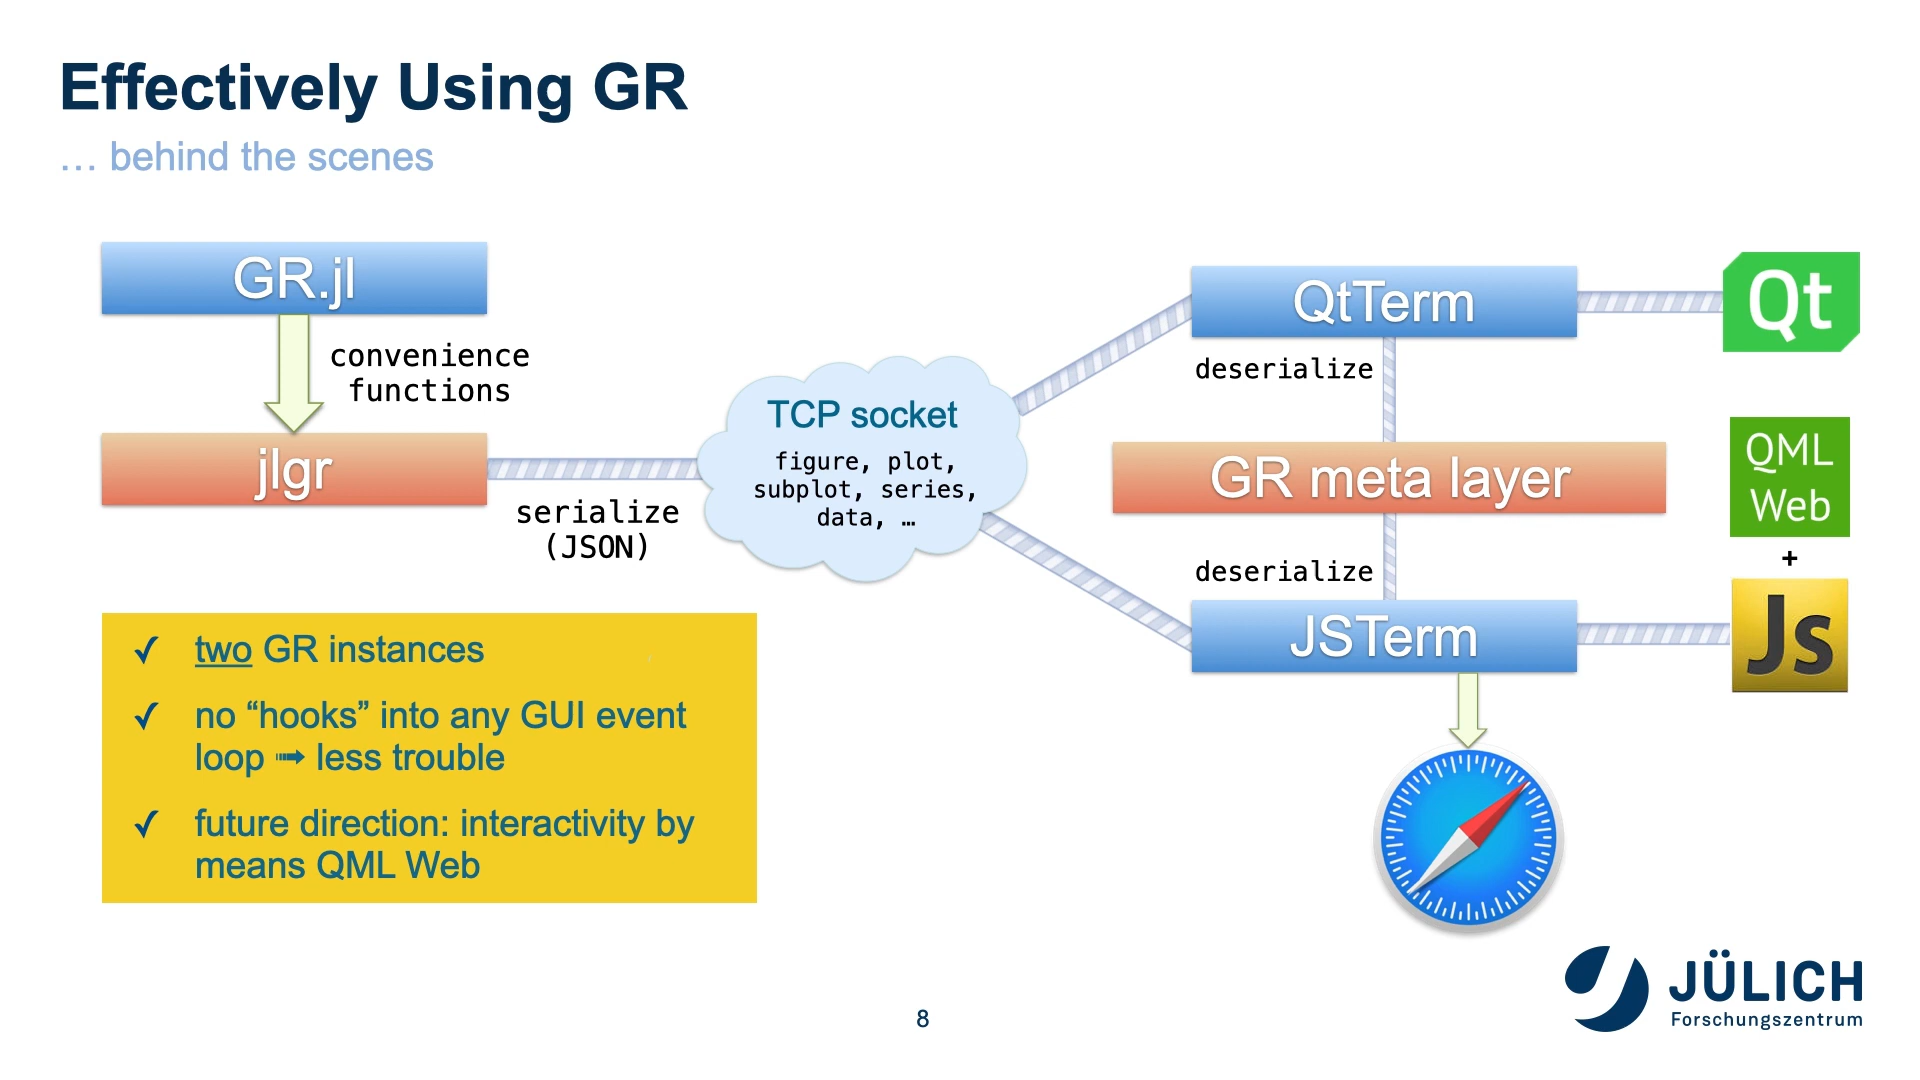 Effectively Using GR
… behind the scenes
GR.jl
convenience
functions
jlgr
serialize
(JSON)
TCP socket
figure, plot,
subplot, series,
data, …
QtTerm
Qt
deserialize
GR meta layer
QML
Web
+
deserialize
JSTerm
Js
✓ two GR instances
✓ no “hooks” into any GUI event
loop ➟ less trouble
✓ future direction: interactivity by
means QML Web
8
JÜLICH
Forschungszentrum